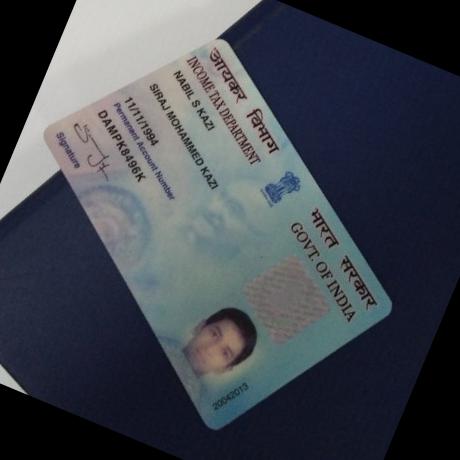 आयकर विभाग
INCOME TAX DEPARTMENT
भारत सरकार
GOVT. OF INDIA
NABIL S KAZI
SIRAJ MOHAMMED KAZI
11/11/1994
Permanent Account Number
DAMPK8496K
Signature
20042013